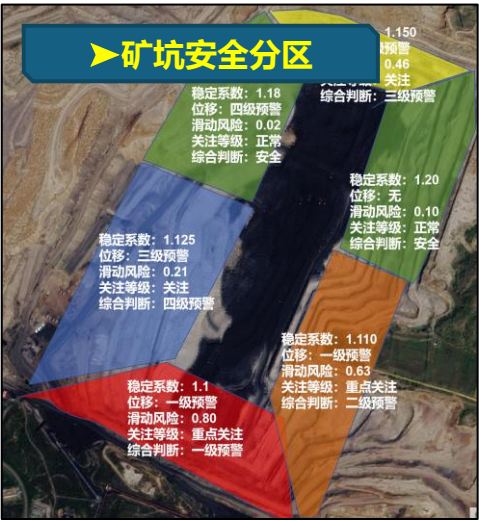 ➤矿坑安全分区
1.150
预警
0.46
关注
综合判断：三级预警
稳定系数：1.18
位移：四级预警
滑动风险：0.02
关注等级：正常
综合判断：安全
稳定系数：1.20
位移：无
滑动风险：0.10
关注等级：正常
综合判断：安全
稳定系数：1.125
位移：三级预警
滑动风险：0.21
关注等级：关注
综合判断：四级预警
稳定系数：1.110
位移：一级预警
滑动风险：0.63
关注等级：重点关注
综合判断：二级预警
稳定系数：1.1
位移：一级预警
滑动风险：0.80
关注等级：重点关注
综合判断：一级预警